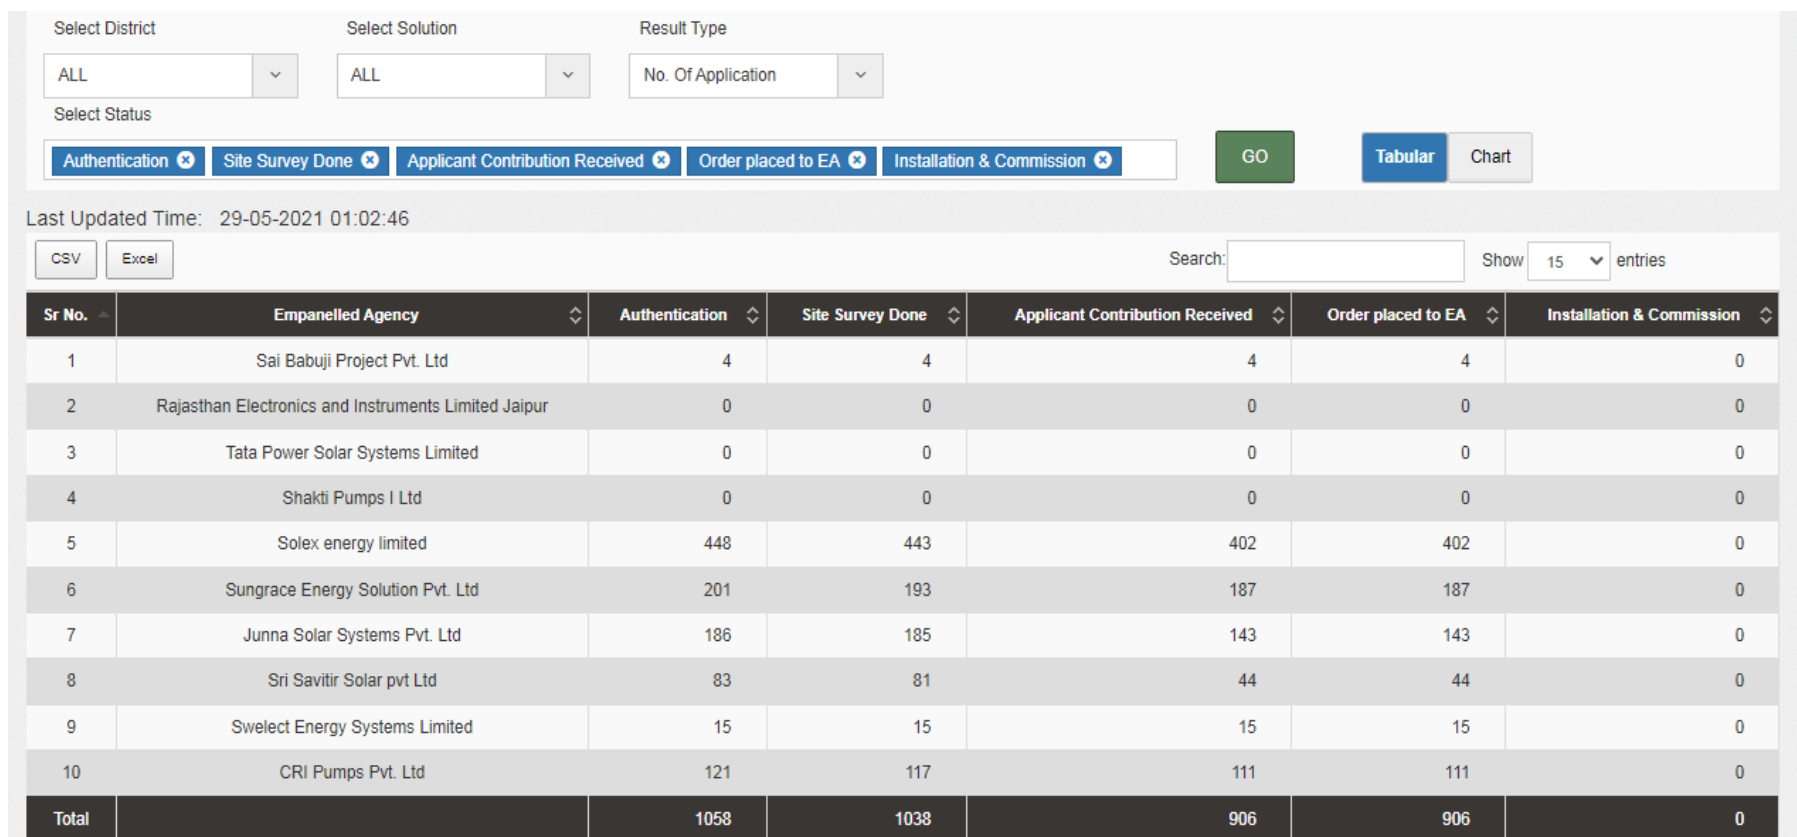 Select District Select Solution Result Type
ALL ALL No. Of Application
Select Status
Authentication Site Survey Done Applicant Contribution Received Order placed to EA Installation & Commission GO Tabular Chart
Last Updated Time: 29-05-2021 01:02:46
CSV Excel Search: Show 15 entries
Sr No. Empanelled Agency Authentication Site Survey Done Applicant Contribution Received Order placed to EA Installation & Commission
1 Sai Babuji Project Pvt. Ltd 4 4 4 4 0
2 Rajasthan Electronics and Instruments Limited Jaipur 0 0 0 0 0
3 Tata Power Solar Systems Limited 0 0 0 0 0
4 Shakti Pumps I Ltd 0 0 0 0 0
5 Solex energy limited 448 443 402 402 0
6 Sungrace Energy Solution Pvt. Ltd 201 193 187 187 0
7 Junna Solar Systems Pvt. Ltd 186 185 143 143 0
8 Sri Savitir Solar pvt Ltd 83 81 44 44 0
9 Swelect Energy Systems Limited 15 15 15 15 0
10 CRI Pumps Pvt. Ltd 121 117 111 111 0
Total 1058 1038 906 906 0